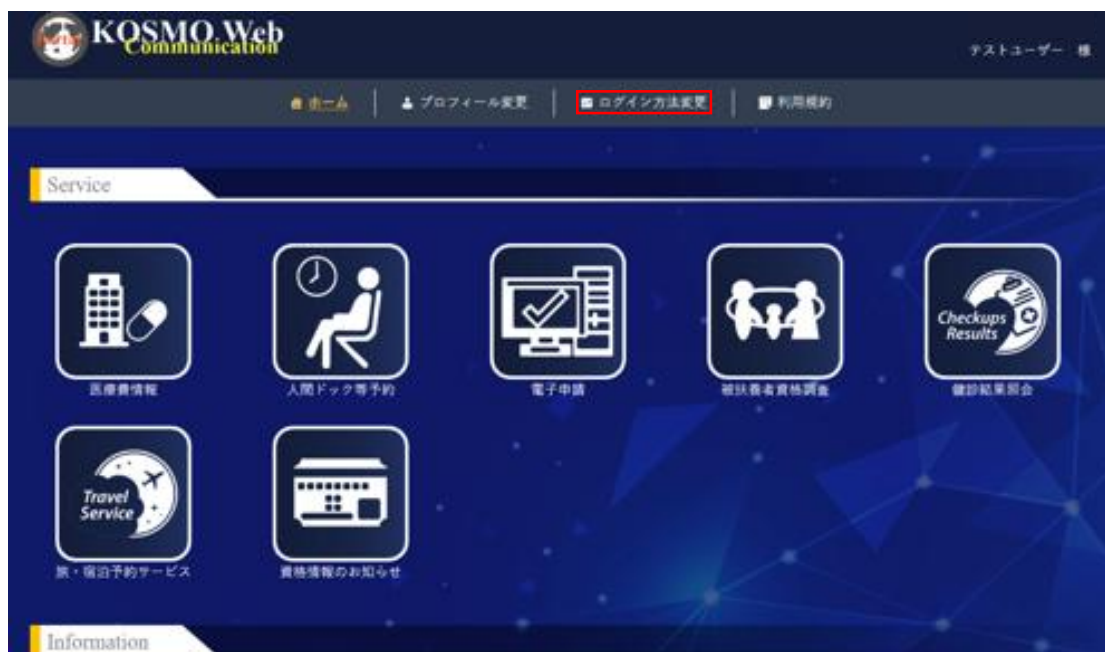 Portal KOSMO Web
Communication
テストユーザー 様
ホーム
プロフィール変更
ログイン方法変更
利用規約
Service
Checkups
Results
医療費情報
人間ドック等予約
電子申請
被扶養者資格調査
健診結果照会
Travel
Service
旅・宿泊予約サービス
資格情報のお知らせ
Information